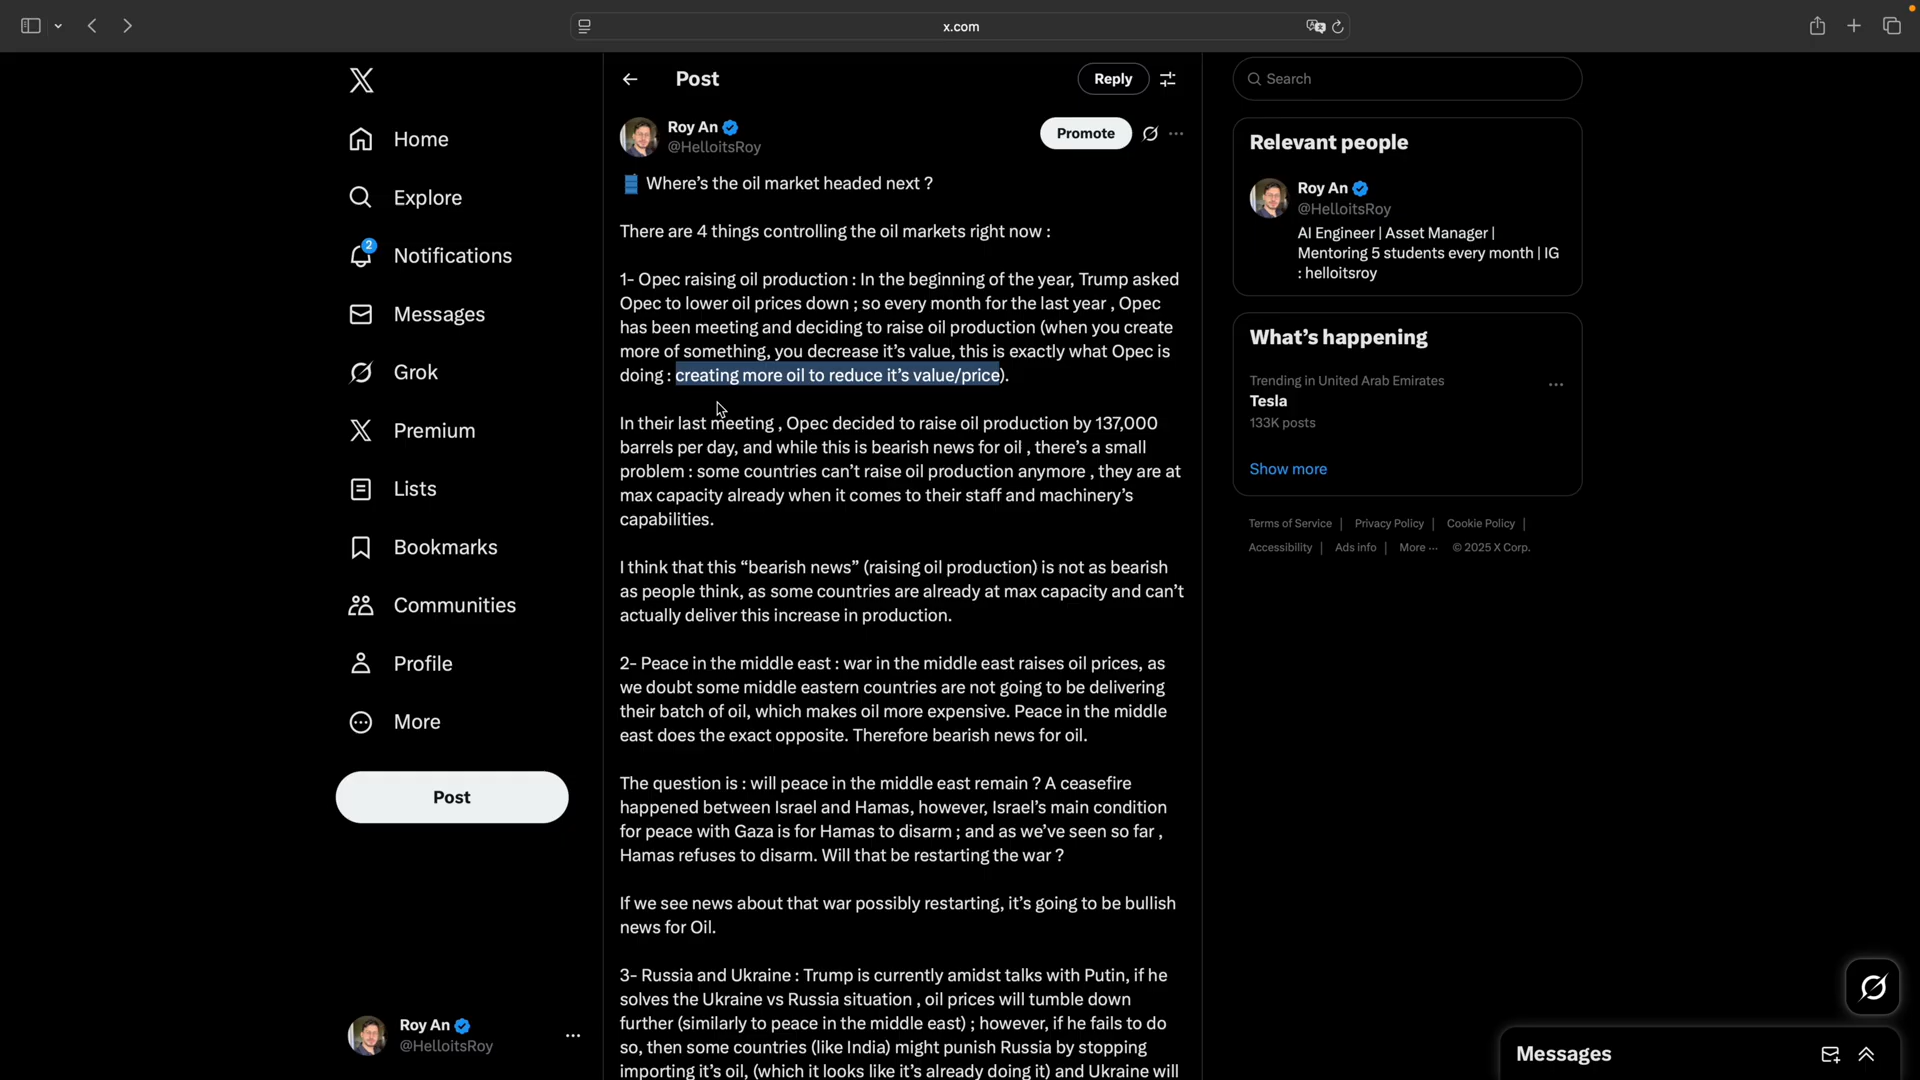 x.com
Home
Explore
2
Notifications
Messages
Grok
Premium
Lists
Bookmarks
Communities
Profile
More
Post
Roy An
@HelloitsRoy
Post
Reply
Roy An
@HelloitsRoy
Promote
Where’s the oil market headed next ?
There are 4 things controlling the oil markets right now :
1- Opec raising oil production : In the beginning of the year, Trump asked
Opec to lower oil prices down ; so every month for the last year , Opec
has been meeting and deciding to raise oil production (when you create
more of something, you decrease it’s value, this is exactly what Opec is
doing : creating more oil to reduce it’s value/price).
In their last meeting , Opec decided to raise oil production by 137,000
barrels per day, and while this is bearish news for oil , there’s a small
problem : some countries can’t raise oil production anymore , they are at
max capacity already when it comes to their staff and machinery’s
capabilities.
I think that this “bearish news” (raising oil production) is not as bearish
as people think, as some countries are already at max capacity and can’t
actually deliver this increase in production.
2- Peace in the middle east : war in the middle east raises oil prices, as
we doubt some middle eastern countries are not going to be delivering
their batch of oil, which makes oil more expensive. Peace in the middle
east does the exact opposite. Therefore bearish news for oil.
The question is : will peace in the middle east remain ? A ceasefire
happened between Israel and Hamas, however, Israel’s main condition
for peace with Gaza is for Hamas to disarm ; and as we’ve seen so far ,
Hamas refuses to disarm. Will that be restarting the war ?
If we see news about that war possibly restarting, it’s going to be bullish
news for Oil.
3- Russia and Ukraine : Trump is currently amidst talks with Putin, if he
solves the Ukraine vs Russia situation , oil prices will tumble down
further (similarly to peace in the middle east) ; however, if he fails to do
so, then some countries (like India) might punish Russia by stopping
importing it’s oil, (which it looks like it’s already doing it) and Ukraine will
Search
Relevant people
Roy An
@HelloitsRoy
AI Engineer | Asset Manager |
Mentoring 5 students every month | IG
: helloitsroy
What’s happening
Trending in United Arab Emirates
Tesla
133K posts
Show more
Terms of Service | Privacy Policy | Cookie Policy |
Accessibility | Ads info | More ··· © 2025 X Corp.
Messages